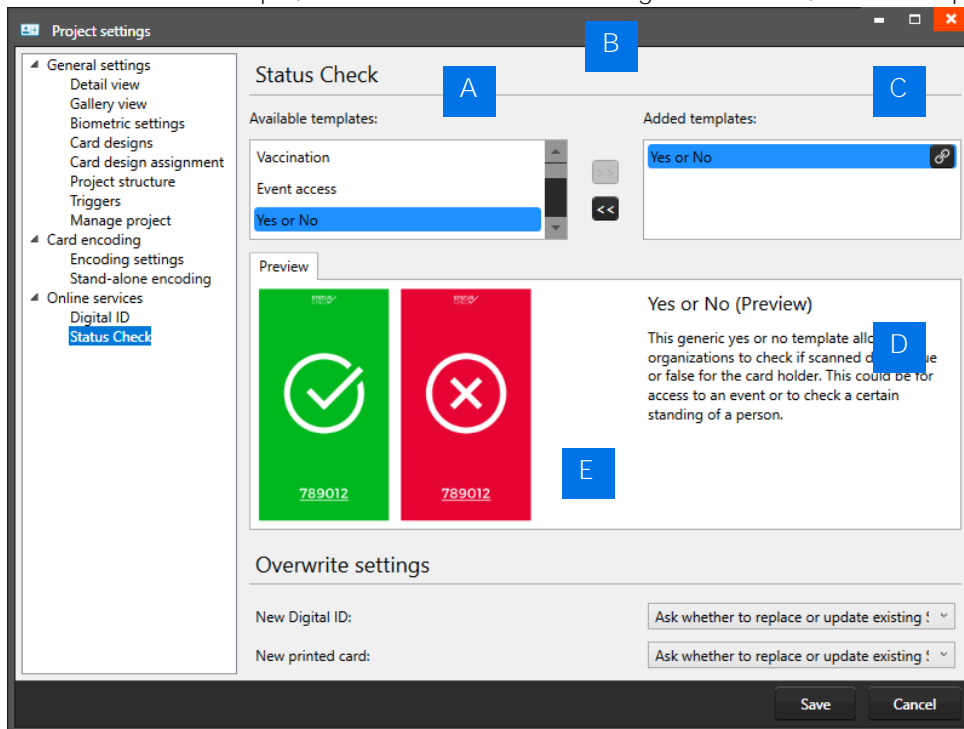 Project settings
B
General settings
Detail view
Gallery view
Biometric settings
Card designs
Card design assignment
Project structure
Triggers
Manage project
Card encoding
Encoding settings
Stand-alone encoding
Online services
Digital ID
Status Check
Status Check
A
C
Available templates:
Added templates:
Vaccination
Event access
Yes or No
>>
<<
Yes or No
Preview
789012
789012
E
Yes or No (Preview)
This generic yes or no template
D
organizations to check if scanned
or false for the card holder. This could be for
access to an event or to check a certain
standing of a person.
Overwrite settings
New Digital ID:
Ask whether to replace or update existing
New printed card:
Ask whether to replace or update existing
Save
Cancel